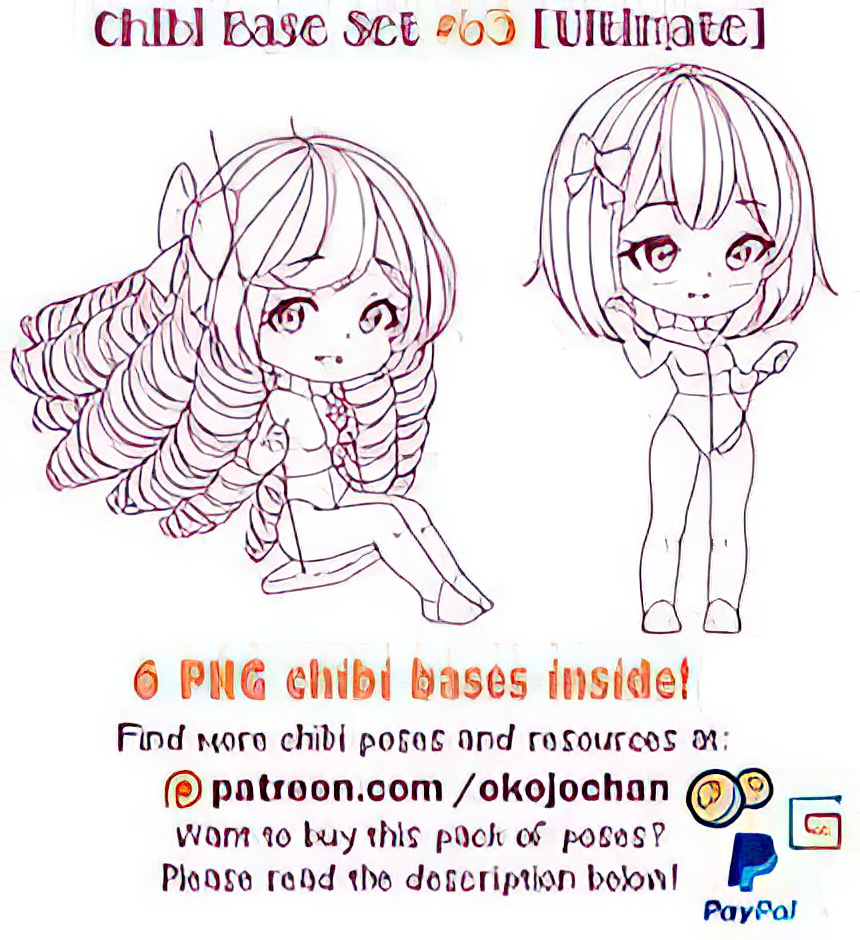 Chibi Base Set #63 [Ultimate]
6 PNG chibi bases inside!
Find more chibi poses and resources at:
patreon.com/okojochan
Want to buy this pack of poses?
Please read the description below!
PayPal